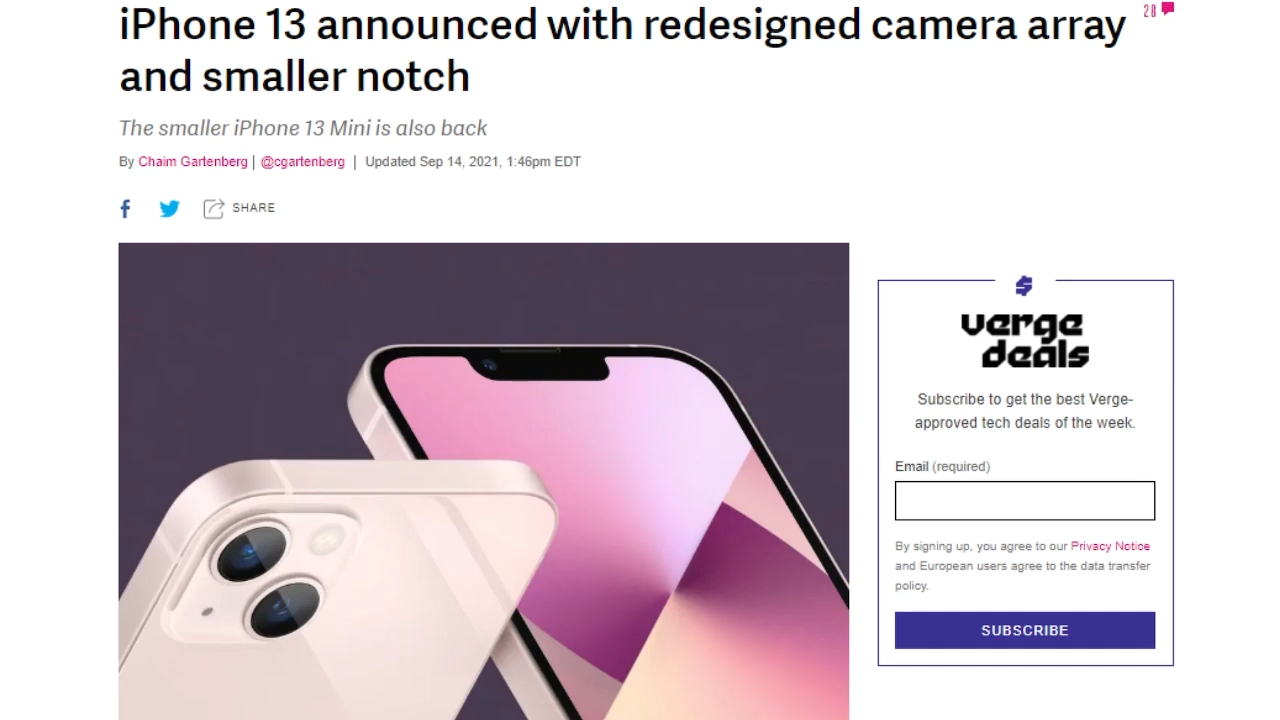 iPhone 13 announced with redesigned camera array
28
and smaller notch
The smaller iPhone 13 Mini is also back
By Chaim Gartenberg | @cgartenberg | Updated Sep 14, 2021, 1:46pm EDT
SHARE
verge
deals
Subscribe to get the best Verge-
approved tech deals of the week.
Email (required)
By signing up, you agree to our Privacy Notice
and European users agree to the data transfer
policy.
SUBSCRIBE